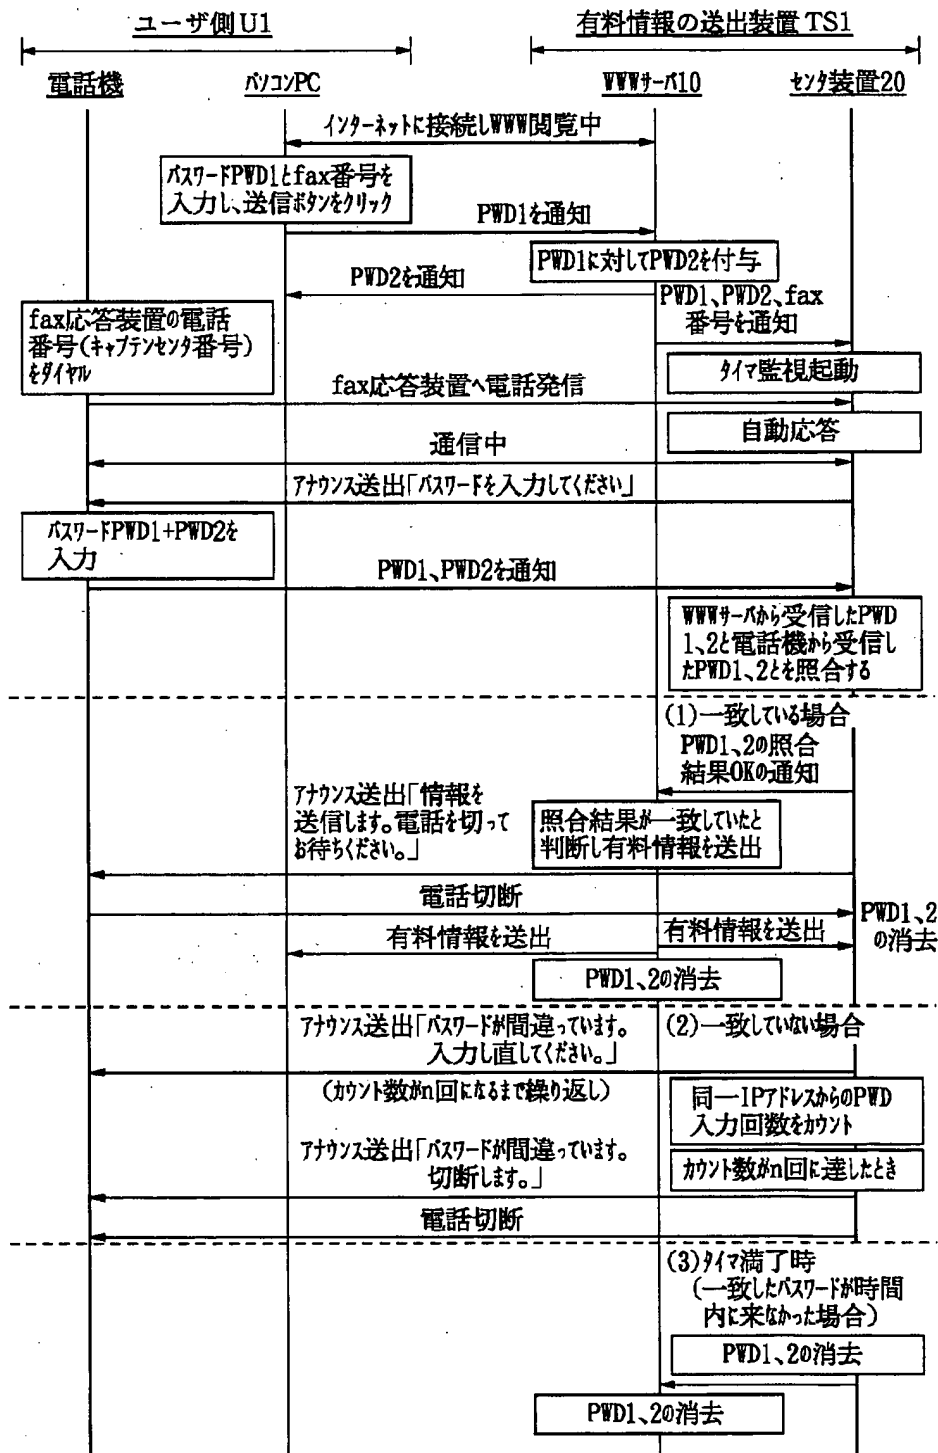 ユーザ側U1
有料情報の送出装置TS1
電話機
パソコンPC
WWWサーバ10
センタ装置20
インターネットに接続しWWW閲覧中
パスワードPWD1とfax番号を
入力し、送信ボタンをクリック
PWD1を通知
PWD1に対してPWD2を付与
PWD2を通知
PWD1、PWD2、fax
番号を通知
fax応答装置の電話
番号(キャプテンセンタ番号)
をダイヤル
タイマ監視起動
fax応答装置へ電話発信
自動応答
通信中
アナウンス送出「パスワードを入力してください」
パスワードPWD1+PWD2を
入力
PWD1、PWD2を通知
WWWサーバから受信したPWD
1、2と電話機から受信し
たPWD1、2とを照合する
(1)一致している場合
PWD1、2の照合
結果OKの通知
アナウンス送出「情報を
送信します。電話を切って
お待ちください。」
照合結果が一致していたと
判断し有料情報を送出
電話切断
PWD1、2
の消去
有料情報を送出
有料情報を送出
PWD1、2の消去
アナウンス送出「パスワードが間違っています。
入力し直してください。」
(2)一致していない場合
(カウント数がn回になるまで繰り返し)
同一IPアドレスからのPWD
入力回数をカウント
アナウンス送出「パスワードが間違っています。
切断します。」
カウント数がn回に達したとき
電話切断
(3)タイマ満了時
(一致したパスワードが時間
内に来なかった場合)
PWD1、2の消去
PWD1、2の消去